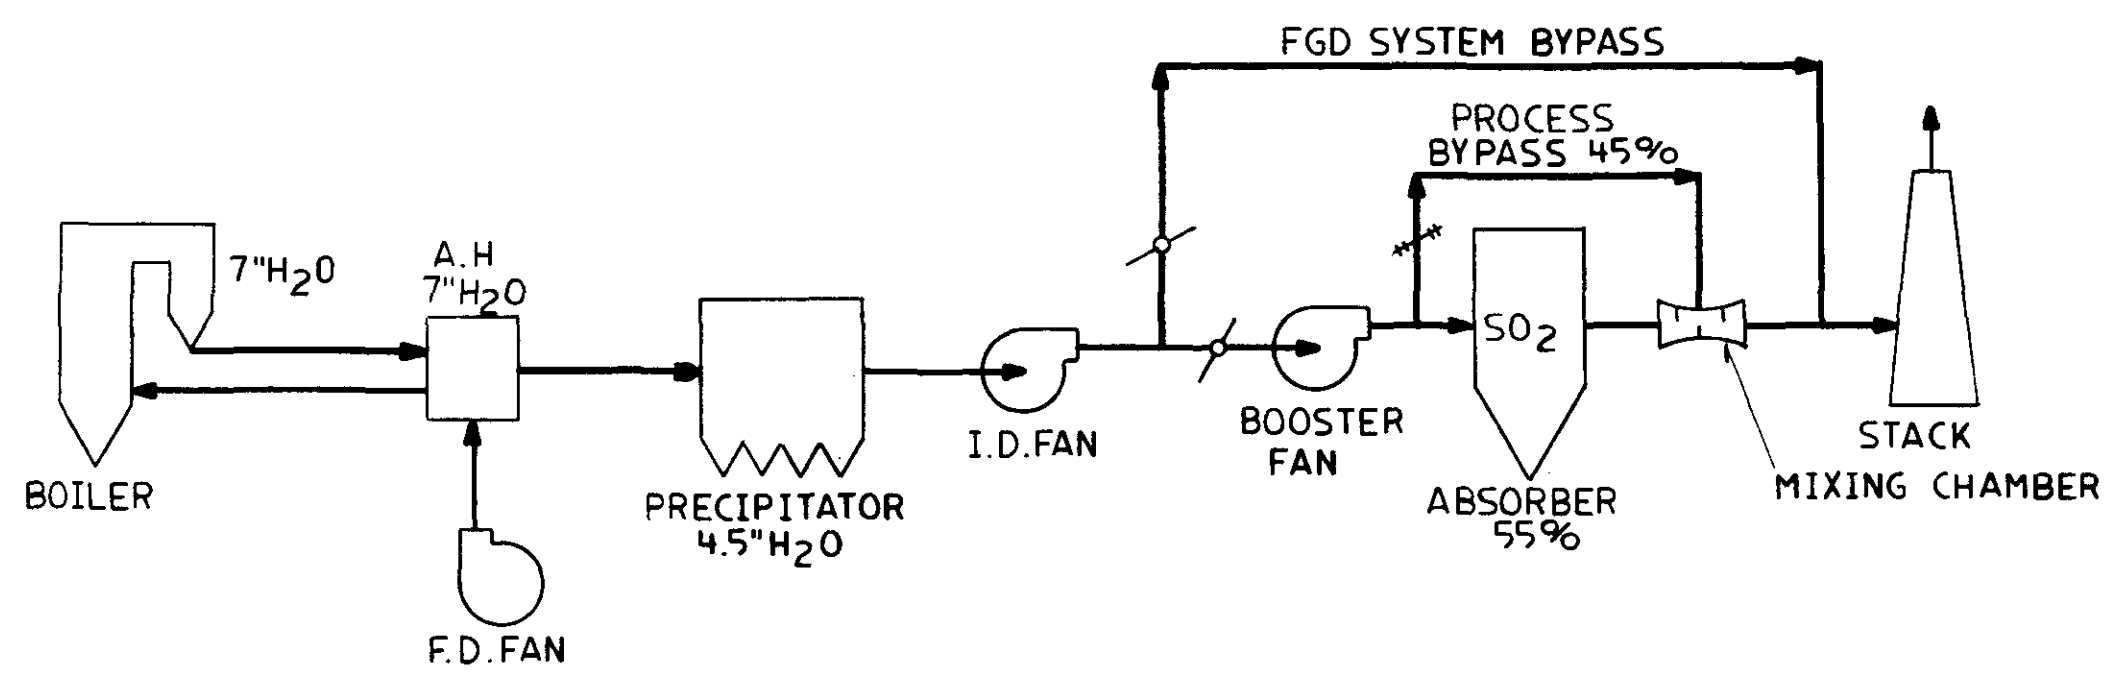 FGD SYSTEM BYPASS
PROCESS
BYPASS 45%
7"H2O
A.H
7"H2O
SO2
BOILER
PRECIPITATOR
4.5"H2O
I.D.FAN
BOOSTER
FAN
ABSORBER
55%
STACK
MIXING CHAMBER
F.D.FAN